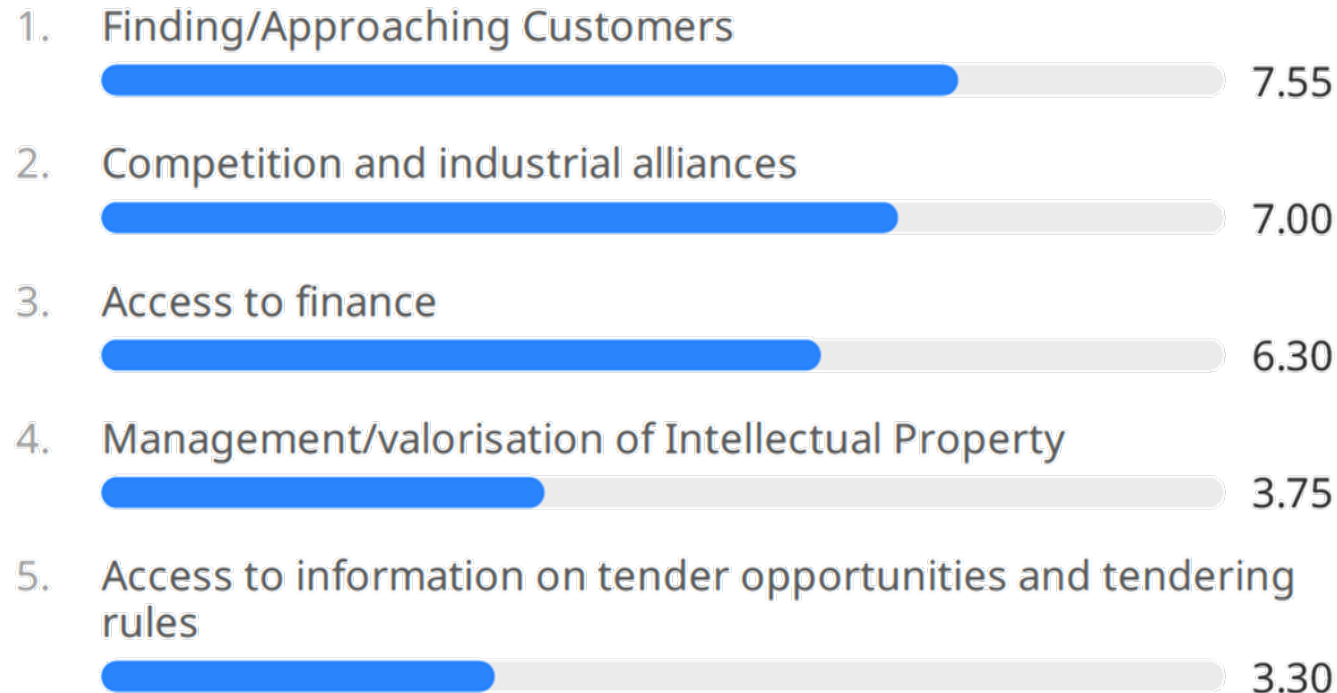 1. Finding/Approaching Customers
7.55
2. Competition and industrial alliances
7.00
3. Access to finance
6.30
4. Management/valorisation of Intellectual Property
3.75
5. Access to information on tender opportunities and tendering
rules
3.30